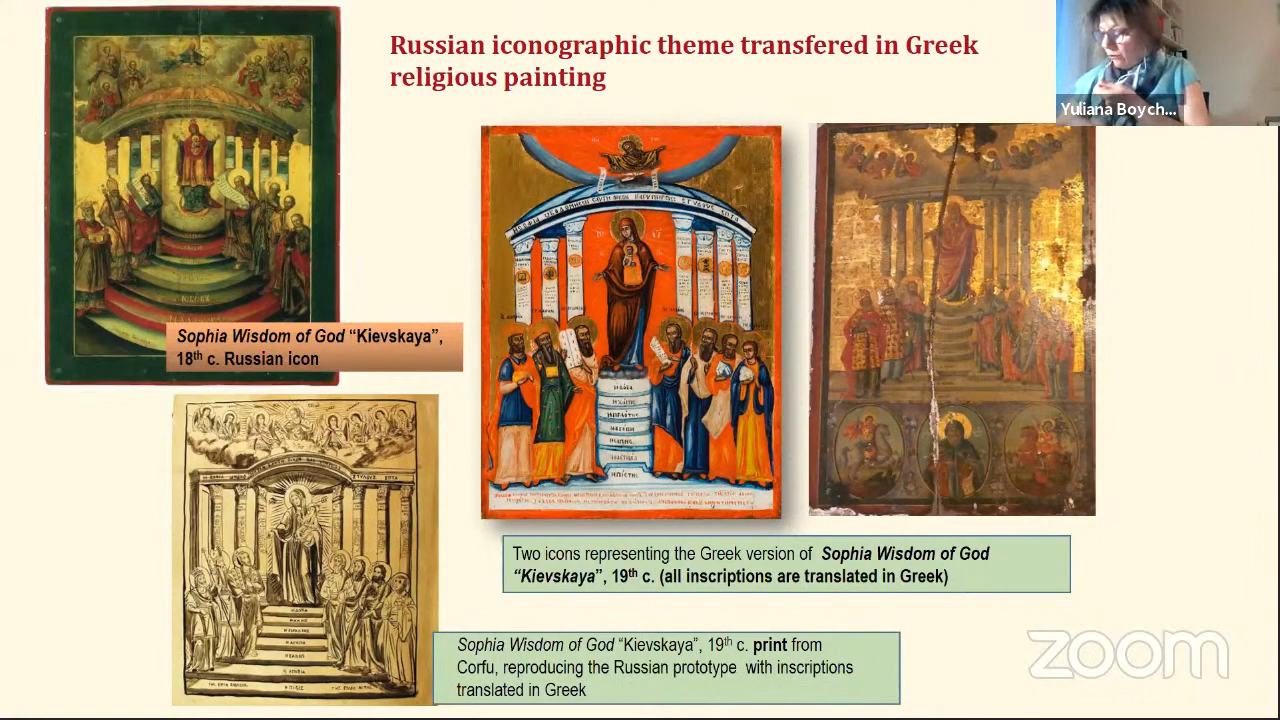 Russian iconographic theme transfered in Greek
religious painting
Yuliana Boych...
Sophia Wisdom of God “Kievskaya”,
18th c. Russian icon
Two icons representing the Greek version of Sophia Wisdom of God
“Kievskaya”, 19th c. (all inscriptions are translated in Greek)
Sophia Wisdom of God “Kievskaya”, 19th c. print from
Corfu, reproducing the Russian prototype with inscriptions
translated in Greek
Η ΠΙΣΤΙΣ
zoom